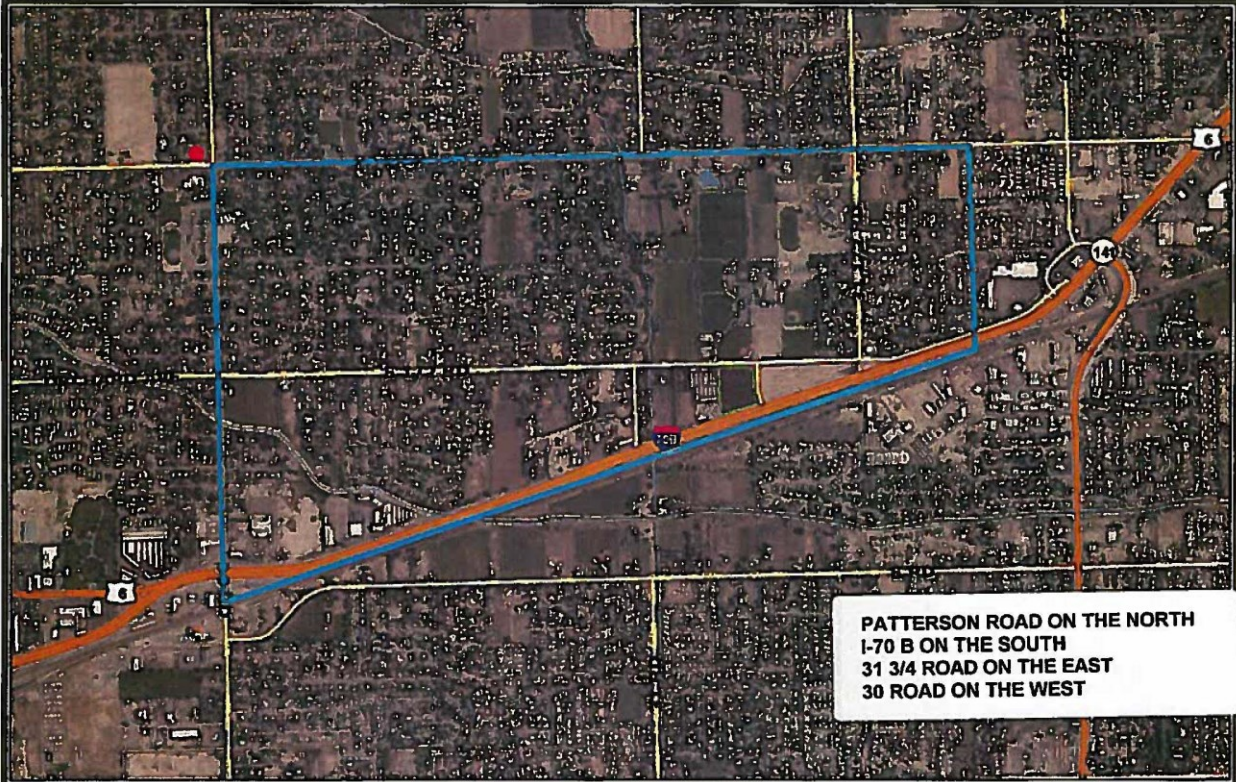 6
141
6
PATTERSON ROAD ON THE NORTH
I-70 B ON THE SOUTH
31 3/4 ROAD ON THE EAST
30 ROAD ON THE WEST